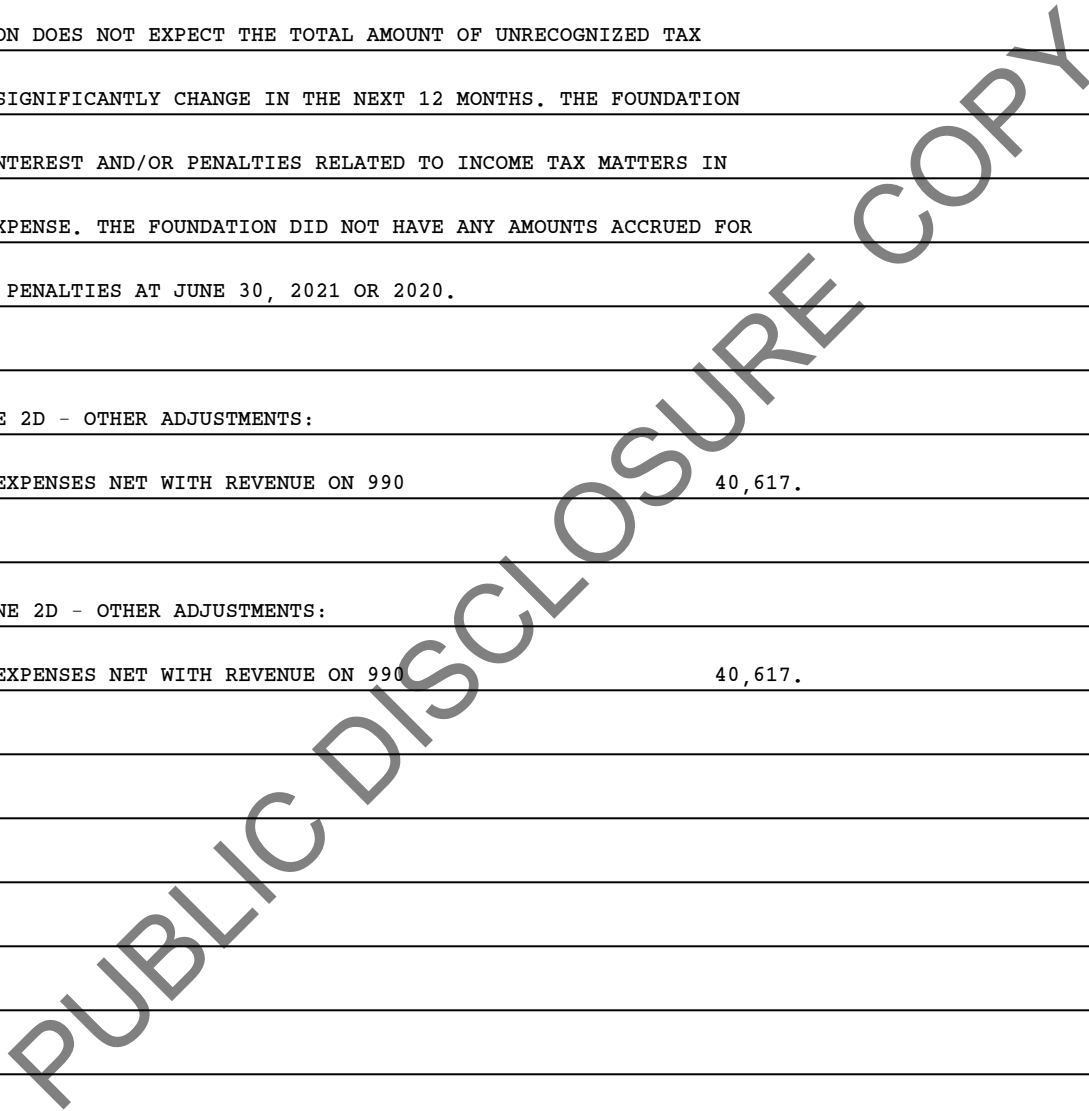 ON DOES NOT EXPECT THE TOTAL AMOUNT OF UNRECOGNIZED TAX
SIGNIFICANTLY CHANGE IN THE NEXT 12 MONTHS. THE FOUNDATION
NTEREST AND/OR PENALTIES RELATED TO INCOME TAX MATTERS IN
XPENSE. THE FOUNDATION DID NOT HAVE ANY AMOUNTS ACCRUED FOR
PENALTIES AT JUNE 30, 2021 OR 2020.
E 2D - OTHER ADJUSTMENTS:
EXPENSES NET WITH REVENUE ON 990 40,617.
NE 2D - OTHER ADJUSTMENTS:
EXPENSES NET WITH REVENUE ON 990 40,617.
PUBLIC DISCLOSURE COPY